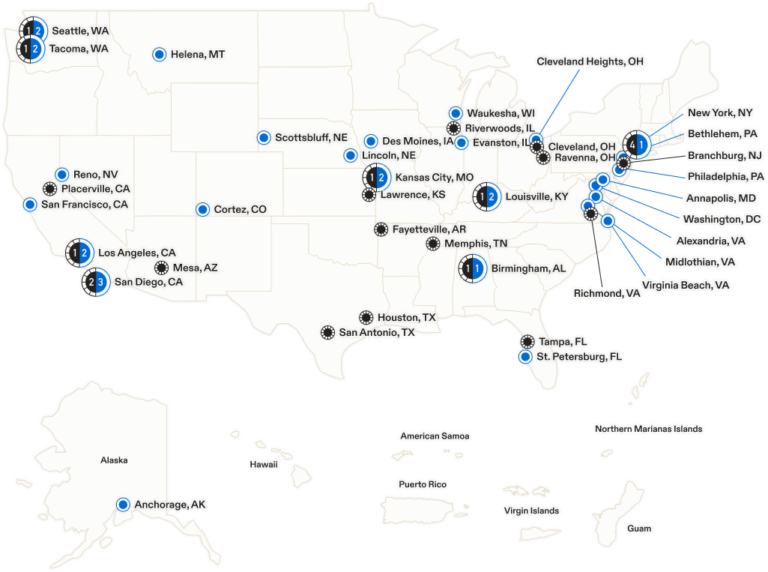 Seattle, WA
1 2
Tacoma, WA
1 2
Helena, MT
Cleveland Heights, OH
Waukesha, WI
Riverwoods, IL
Evanston, IL
Scottsbluff, NE
Des Moines, IA
Lincoln, NE
Cleveland, OH
Ravenna, OH
4 1
New York, NY
Bethlehem, PA
Branchburg, NJ
Philadelphia, PA
Annapolis, MD
Washington, DC
Alexandria, VA
Midlothian, VA
Virginia Beach, VA
Richmond, VA
Reno, NV
Placerville, CA
San Francisco, CA
Kansas City, MO
1 2
Lawrence, KS
Louisville, KY
1 2
Cortez, CO
Fayetteville, AR
Memphis, TN
Los Angeles, CA
1 2
Mesa, AZ
San Diego, CA
2 3
Birmingham, AL
1 1
Houston, TX
San Antonio, TX
Tampa, FL
St. Petersburg, FL
Alaska
Anchorage, AK
Hawaii
American Samoa
Northern Marianas Islands
Puerto Rico
Virgin Islands
Guam